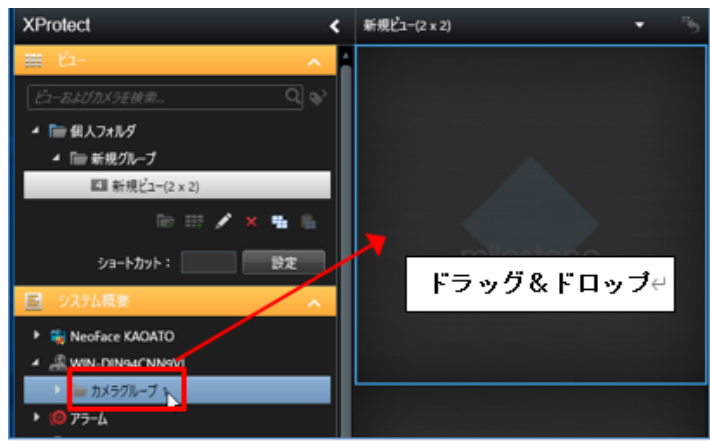 XProtect
新規ビュー(2 x 2)
ビュー
ビューおよびカメラを検索...
個人フォルダ
新規グループ
4 新規ビュー(2 x 2)
ショートカット：
設定
milestone
ドラッグ＆ドロップ↵
システム概要
NeoFace KAOATO
WIN-DIN94CNN9VI
カメラグループ
アラーム